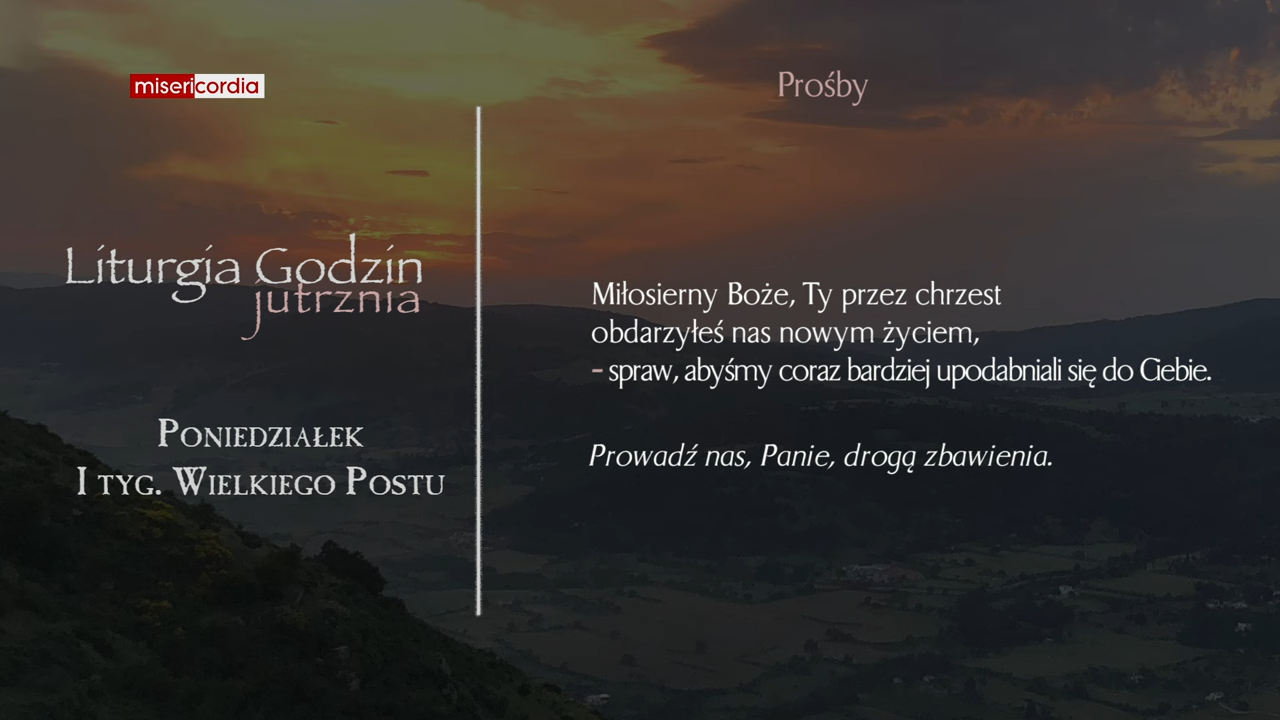 misericordia
Prośby
Liturgia Godzin
jutrznia
Poniedziałek
I tyg. Wielkiego Postu
Miłosierny Boże, Ty przez chrzest
obdarzyłeś nas nowym życiem,
- spraw, abyśmy coraz bardziej upodabniali się do Ciebie.
Prowadź nas, Panie, drogą zbawienia.